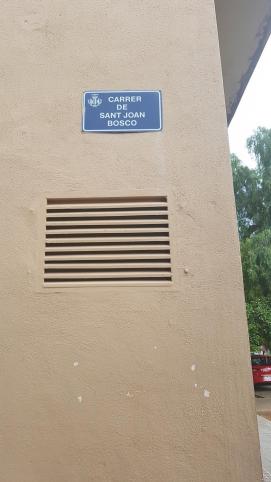 CARRER
DE
SANT JOAN
BOSCO